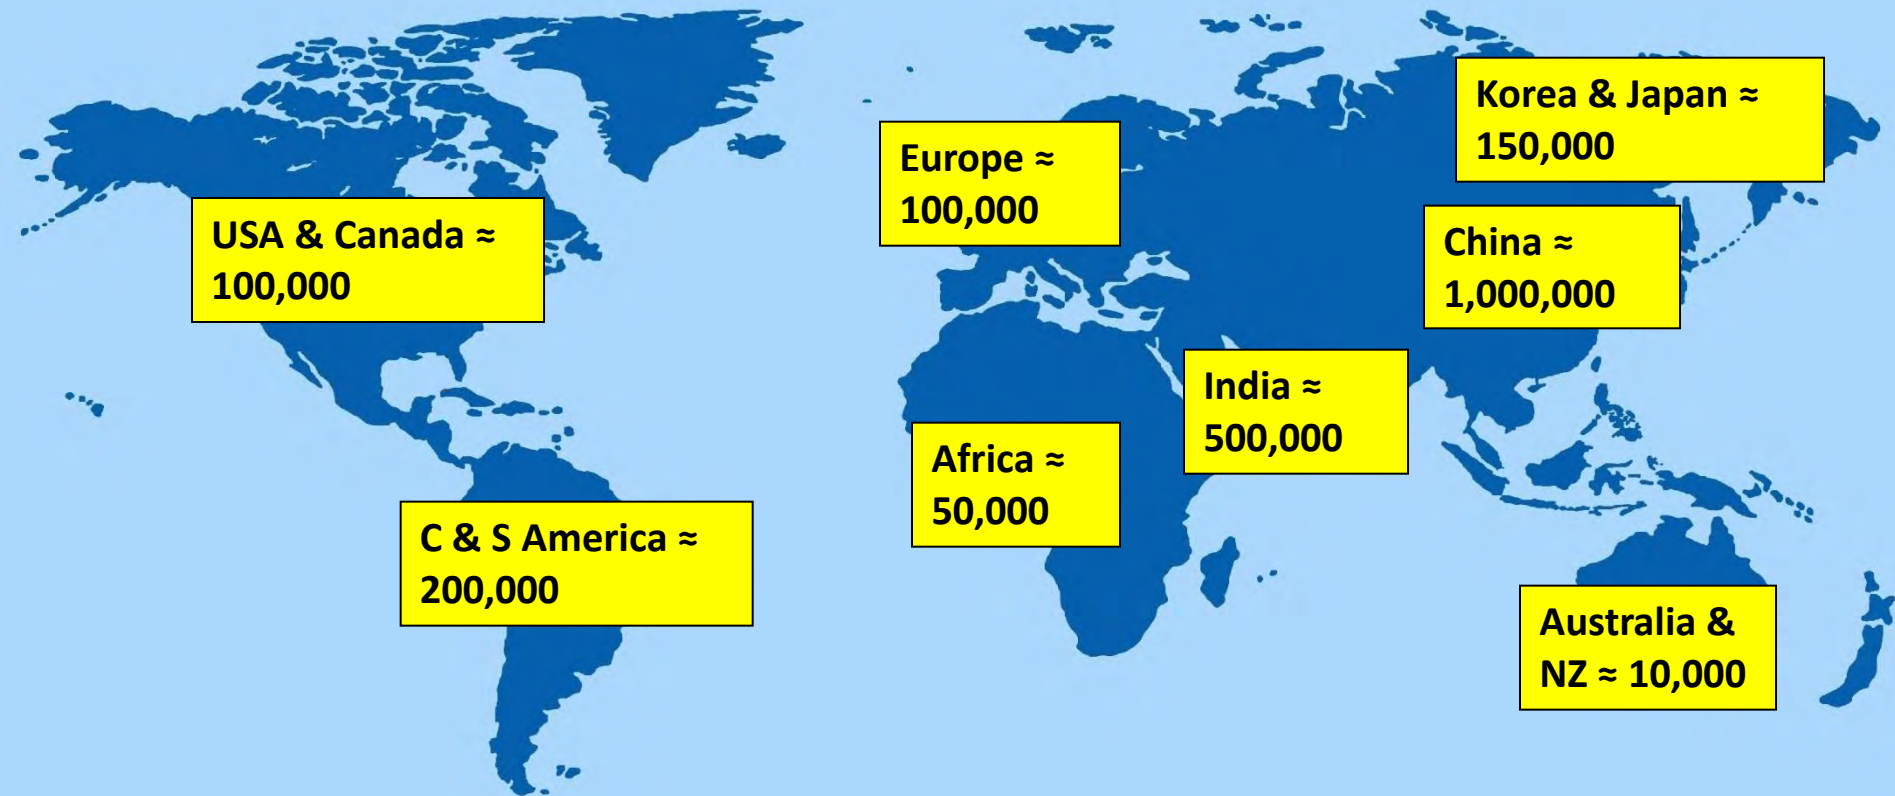 Korea & Japan ≈
150,000
Europe ≈
100,000
USA & Canada ≈
100,000
China ≈
1,000,000
India ≈
500,000
Africa ≈
50,000
C & S America ≈
200,000
Australia &
NZ ≈ 10,000